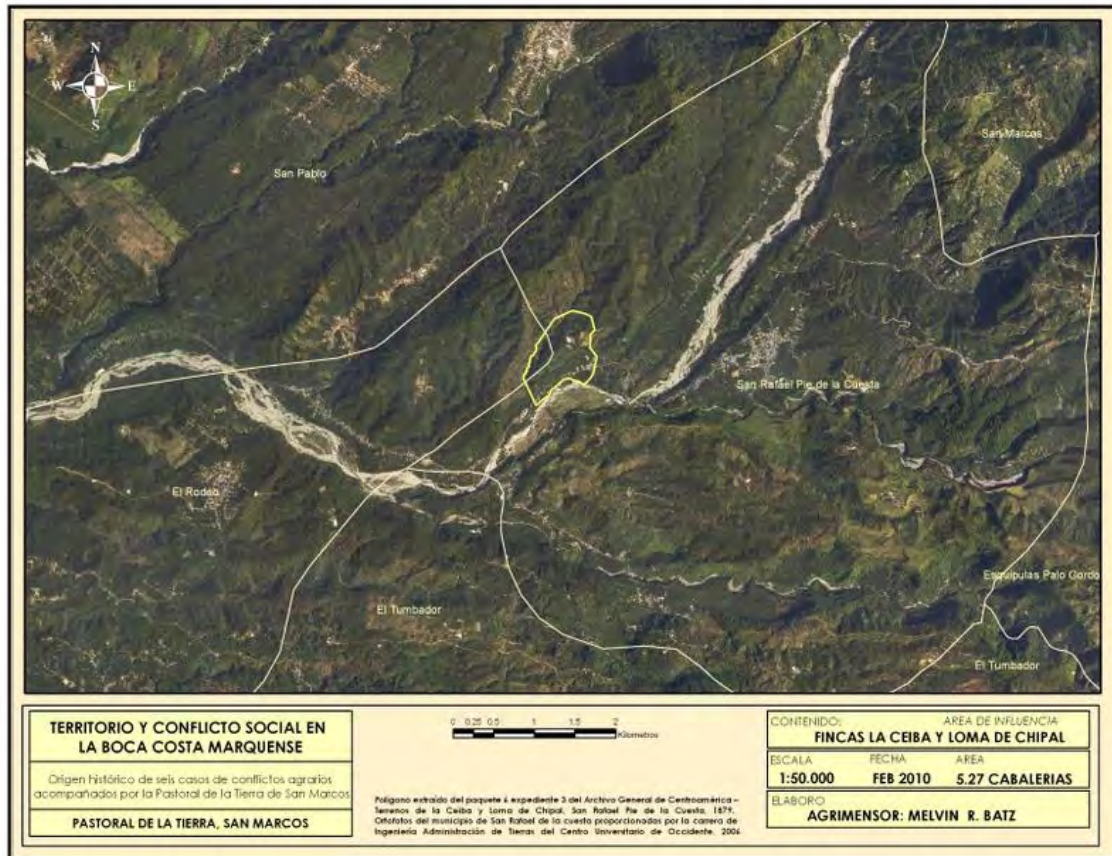 N
W E
S
San Marcos
San Pablo
San Rafael Pie de la Cuesta
El Rodeo
Esquipulas Palo Gordo
El Tumbador
El Tumbador
TERRITORIO Y CONFLICTO SOCIAL EN
LA BOCA COSTA MARQUENSE
Origen histórico de seis casos de conflictos agrarios
acompañados por la Pastoral de la Tierra de San Marcos
PASTORAL DE LA TIERRA, SAN MARCOS
0 0.25 0.5 1 1.5 2
Kilometros
Poligono extraido del paquete 6 expediente 3 del Archivo General de Centroamérica –
Terrenos de la Ceiba y Loma de Chipal, San Rafael Pie de la Cuesta, 1879.
Ortofotos del municipio de San Rafael de la cuesta proporcionadas por la carrera de
Ingeniería Administración de Tierras del Centro Universitario de Occidente, 2006
CONTENIDO: AREA DE INFLUENCIA
FINCAS LA CEIBA Y LOMA DE CHIPAL
ESCALA FECHA AREA
1:50.000 FEB 2010 5.27 CABALERIAS
ELABORO
AGRIMENSOR: MELVIN R. BATZ